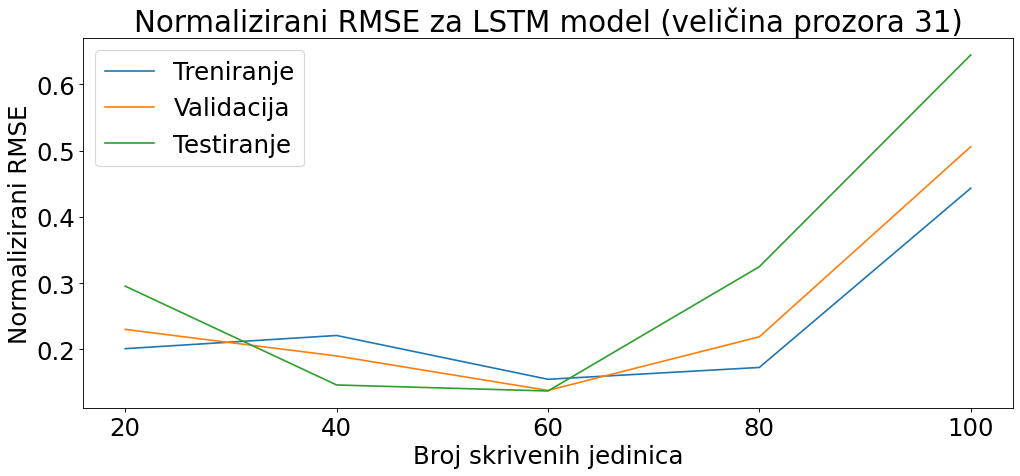 Normalizirani RMSE za LSTM model (veličina prozora 31)
Treniranje
Validacija
Testiranje
Normalizirani RMSE
0.6
0.5
0.4
0.3
0.2
20 40 60 80 100
Broj skrivenih jedinica